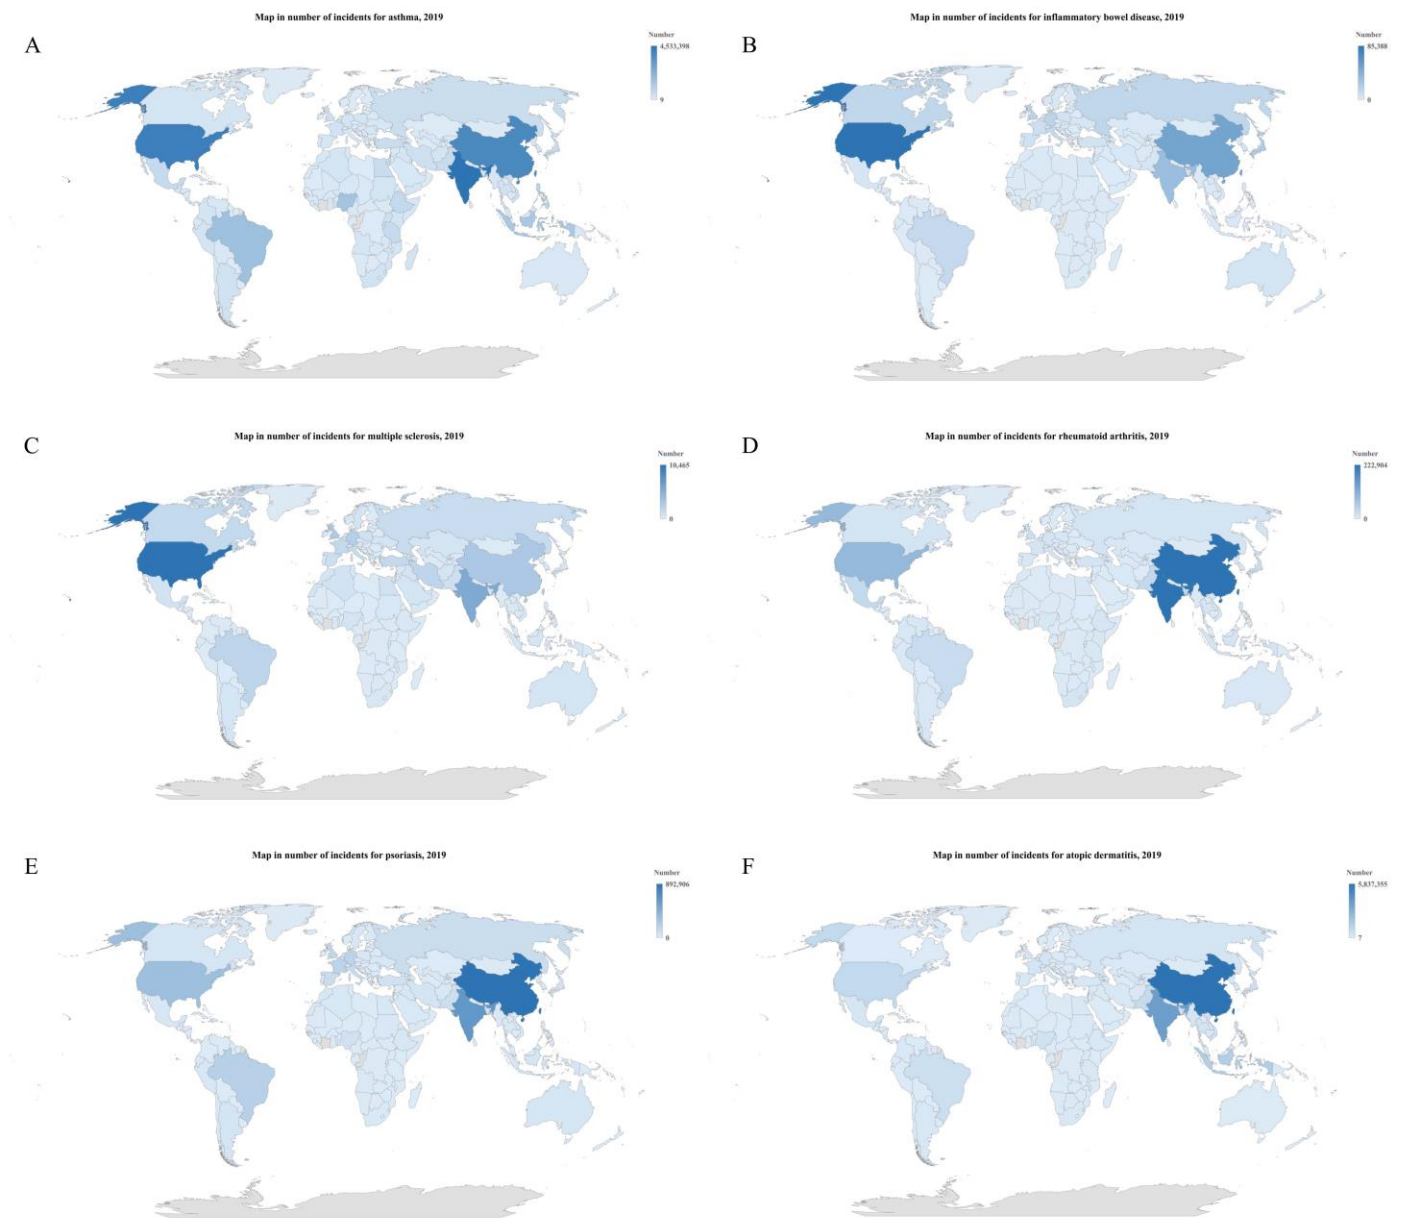 Map in number of incidents for asthma, 2019
A
Number
4,533,398
9
Map in number of incidents for inflammatory bowel disease, 2019
B
Number
85,388
0
Map in number of incidents for multiple sclerosis, 2019
C
Number
10,465
0
Map in number of incidents for rheumatoid arthritis, 2019
D
Number
222,904
0
Map in number of incidents for psoriasis, 2019
E
Number
892,906
0
Map in number of incidents for atopic dermatitis, 2019
F
Number
5,837,355
7